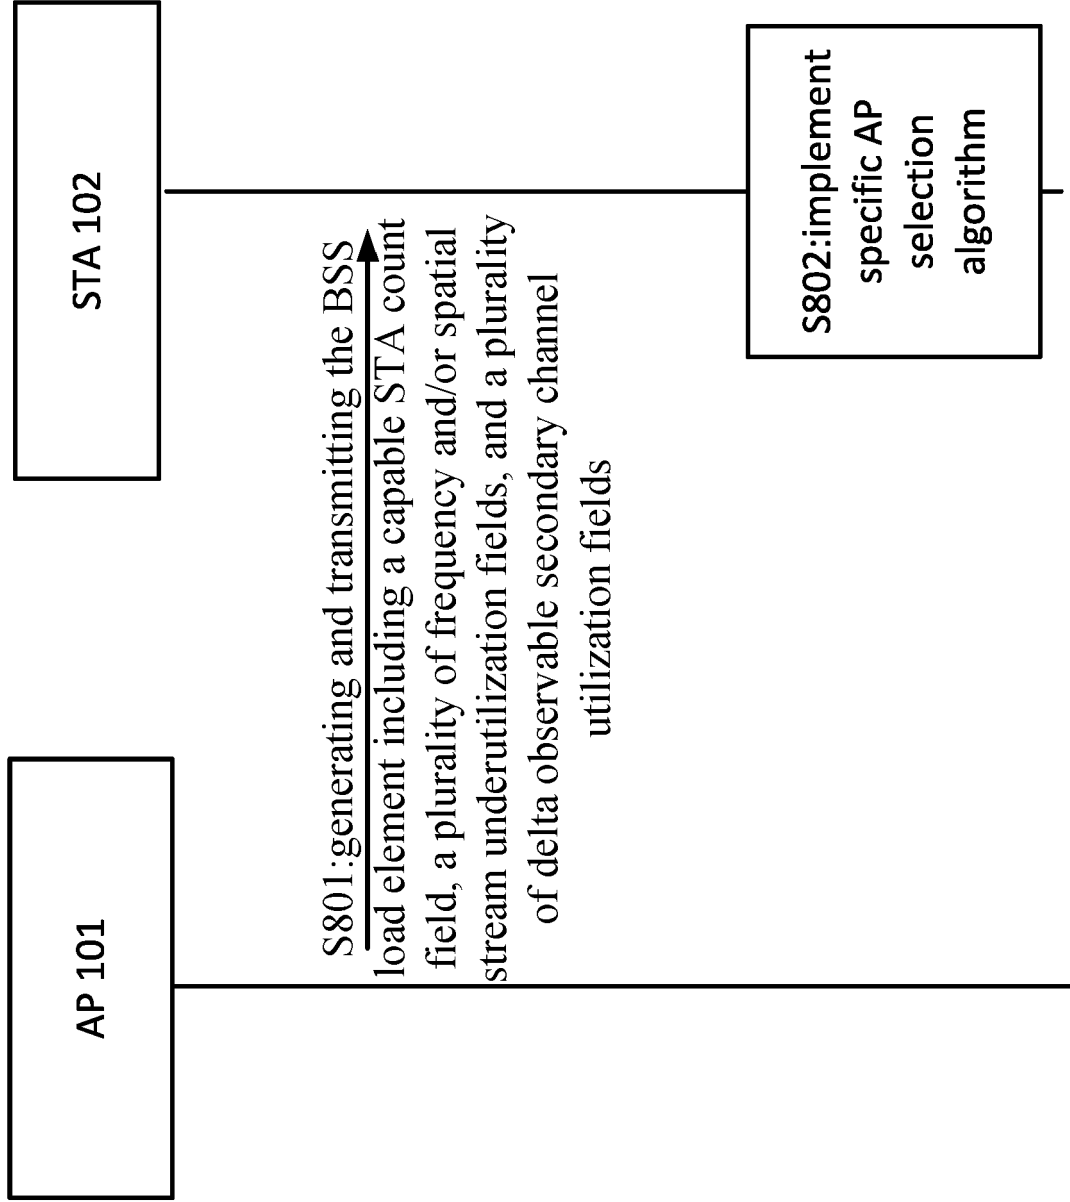 AP 101
STA 102
S801:generating and transmitting the BSS
load element including a capable STA count
field, a plurality of frequency and/or spatial
stream underutilization fields, and a plurality
of delta observable secondary channel
utilization fields
S802:implement
specific AP
selection
algorithm